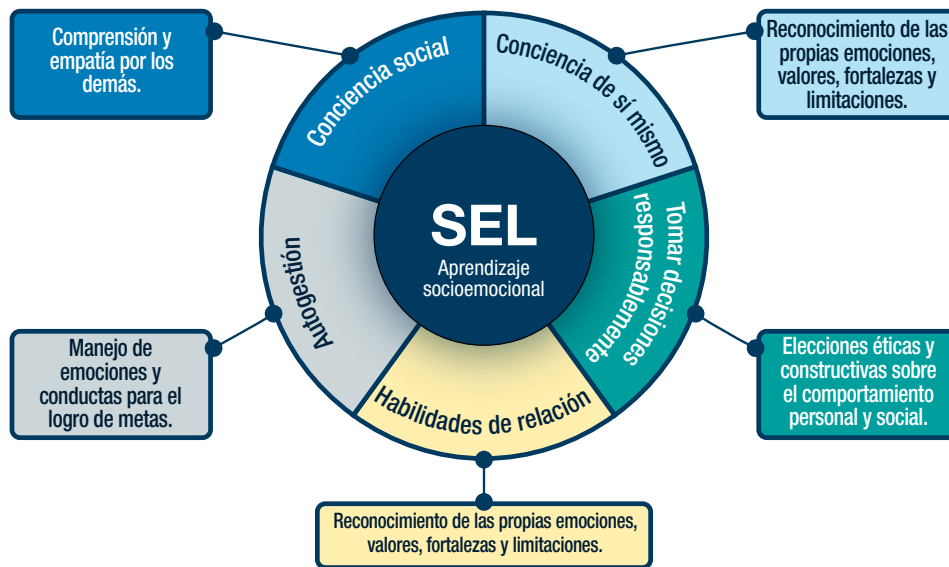 Comprensión y
empatía por los
demás.
Conciencia social
Conciencia de sí mismo
Reconocimiento de las
propias emociones,
valores, fortalezas y
limitaciones.
SEL
Aprendizaje
socioemocional
Autogestión
Tomar decisiones
responsablemente
Habilidades de relación
Manejo de
emociones y
conductas para el
logro de metas.
Elecciones éticas y
constructivas sobre
el comportamiento
personal y social.
Reconocimiento de las propias emociones,
valores, fortalezas y limitaciones.